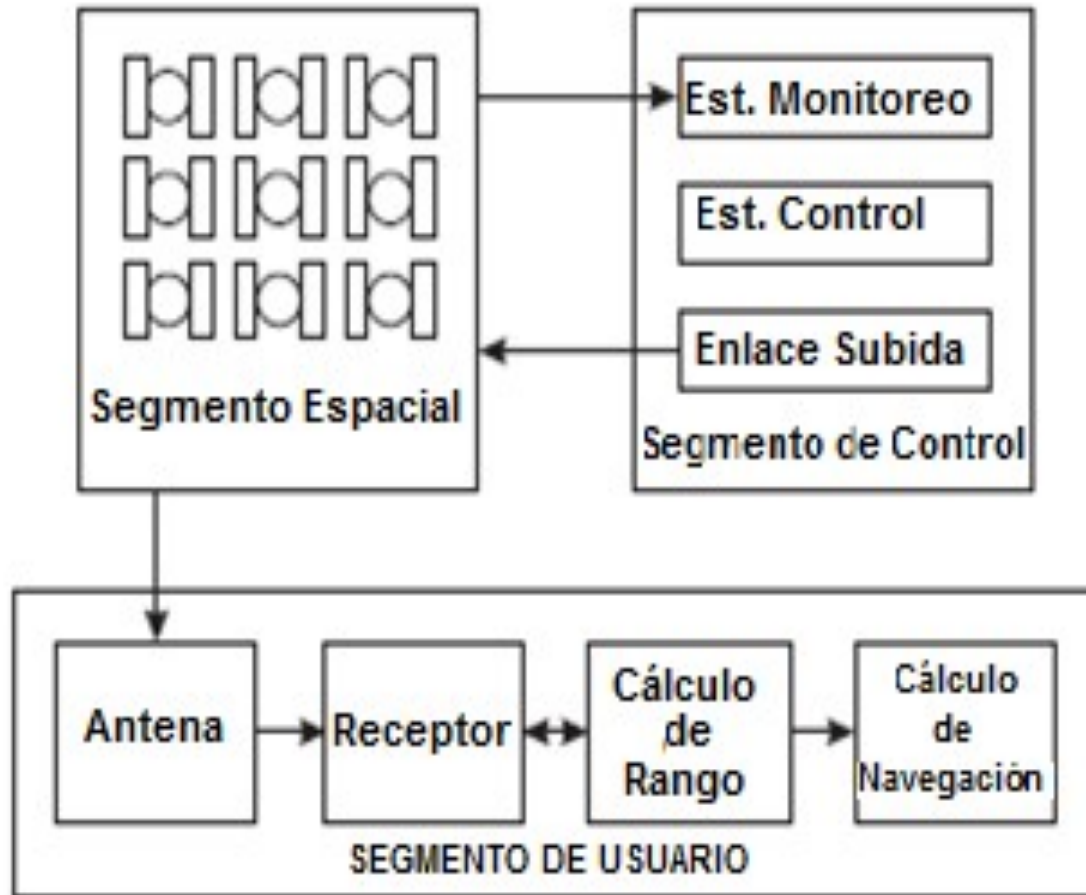 Est. Monitoreo
Est. Control
Enlace Subida
Segmento Espacial
Segmento de Control
Antena
Receptor
Cálculo
de
Rango
Cálculo
de
Navegación
SEGMENTO DE USUARIO